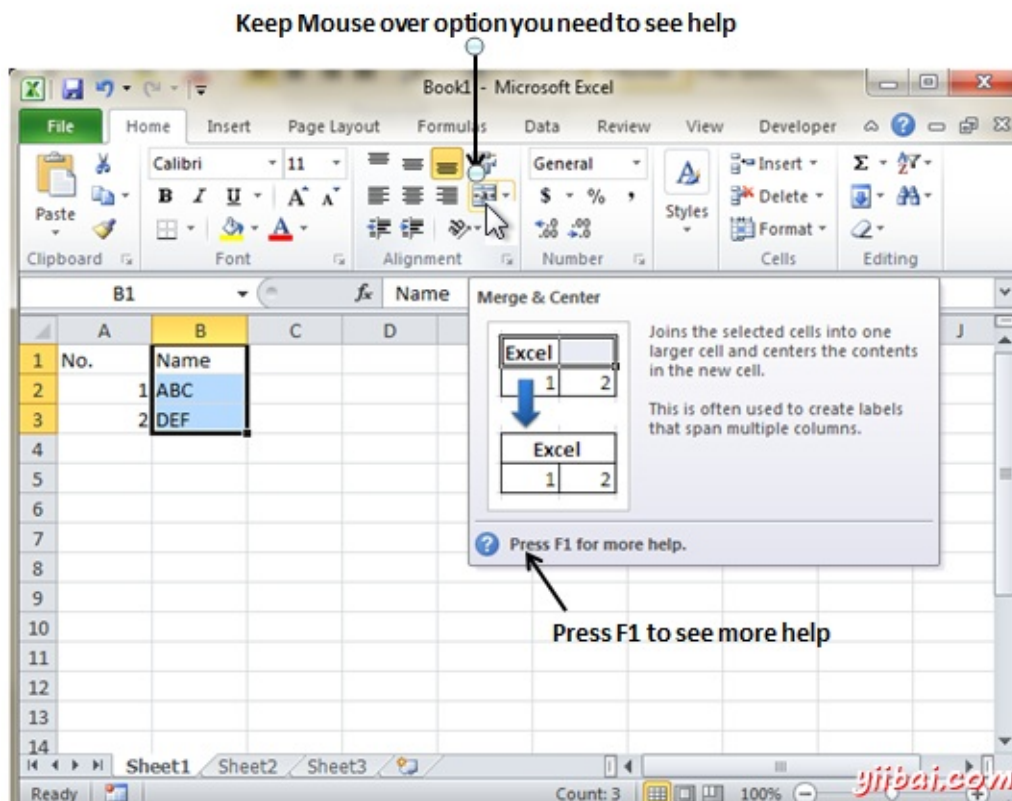 Keep Mouse over option you need to see help
Book1 - Microsoft Excel
File Home Insert Page Layout Formulas Data Review View Developer
Calibri 11 General Insert Σ
Paste B I U A A $ % , Styles Delete
A .00 .00 Format
Clipboard Font Alignment Number Cells Editing
B1 fx Name
A B C D J
1 No. Name
2 1 ABC
3 2 DEF
4
5
6
7
8
9
10
11
12
13
14
Merge & Center
Excel
1 2
Excel
1 2
Joins the selected cells into one
larger cell and centers the contents
in the new cell.
This is often used to create labels
that span multiple columns.
Press F1 for more help.
Press F1 to see more help
Sheet1 Sheet2 Sheet3
Ready Count: 3 100%
yiibai.com